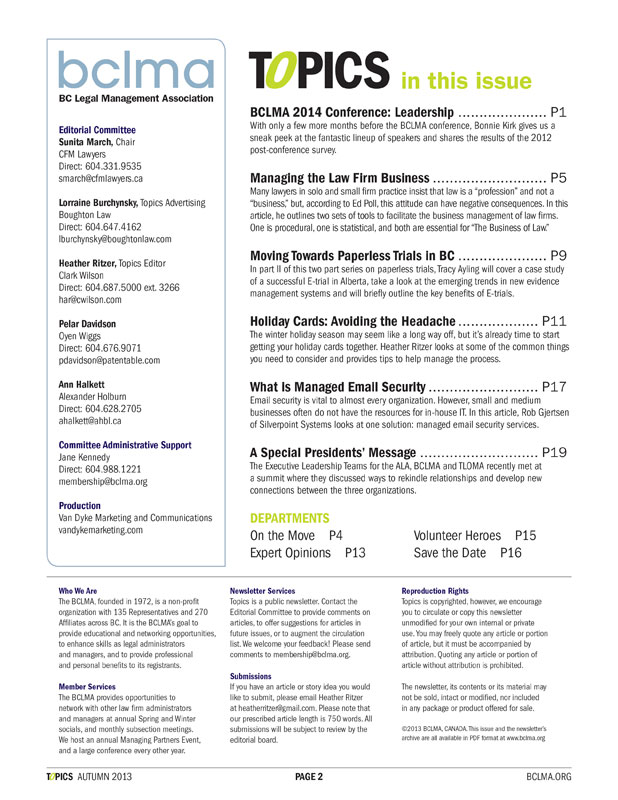 bclma
BC Legal Management Association
Editorial Committee
Sunita March, Chair
CFM Lawyers
Direct: 604.331.9535
smarch@cfmlawyers.ca
Lorraine Burchynsky, Topics Advertising
Boughton Law
Direct: 604.647.4162
lburchynsky@boughtonlaw.com
Heather Ritzer, Topics Editor
Clark Wilson
Direct: 604.687.5000 ext. 3266
har@cwilson.com
Pelar Davidson
Oyen Wiggs
Direct: 604.676.9071
pdavidson@patentable.com
Ann Halkett
Alexander Holburn
Direct: 604.628.2705
ahalkett@ahbl.ca
Committee Administrative Support
Jane Kennedy
Direct: 604.988.1221
membership@bclma.org
Production
Van Dyke Marketing and Communications
vandykemarketing.com
TOPICS in this issue
BCLMA 2014 Conference: Leadership ..................... P1
With only a few more months before the BCLMA conference, Bonnie Kirk gives us a
sneak peek at the fantastic lineup of speakers and shares the results of the 2012
post-conference survey.
Managing the Law Firm Business ........................... P5
Many lawyers in solo and small firm practice insist that law is a “profession” and not a
“business,” but, according to Ed Poll, this attitude can have negative consequences. In this
article, he outlines two sets of tools to facilitate the business management of law firms.
One is procedural, one is statistical, and both are essential for “The Business of Law.”
Moving Towards Paperless Trials in BC ..................... P9
In part II of this two part series on paperless trials, Tracy Ayling will cover a case study
of a successful E-trial in Alberta, take a look at the emerging trends in new evidence
management systems and will briefly outline the key benefits of E-trials.
Holiday Cards: Avoiding the Headache ................... P11
The winter holiday season may seem like a long way off, but it’s already time to start
getting your holiday cards together. Heather Ritzer looks at some of the common things
you need to consider and provides tips to help manage the process.
What Is Managed Email Security .......................... P17
Email security is vital to almost every organization. However, small and medium
businesses often do not have the resources for in-house IT. In this article, Rob Gjertsen
of Silverpoint Systems looks at one solution: managed email security services.
A Special Presidents’ Message ............................ P19
The Executive Leadership Teams for the ALA, BCLMA and TLOMA recently met at
a summit where they discussed ways to rekindle relationships and develop new
connections between the three organizations.
DEPARTMENTS
On the Move P4 Volunteer Heroes P15
Expert Opinions P13 Save the Date P16
Who We Are
The BCLMA, founded in 1972, is a non-profit
organization with 135 Representatives and 270
Affiliates across BC. It is the BCLMA’s goal to
provide educational and networking opportunities,
to enhance skills as legal administrators
and managers, and to provide professional
and personal benefits to its registrants.
Member Services
The BCLMA provides opportunities to
network with other law firm administrators
and managers at annual Spring and Winter
socials, and monthly subsection meetings.
We host an annual Managing Partners Event,
and a large conference every other year.
Newsletter Services
Topics is a public newsletter. Contact the
Editorial Committee to provide comments on
articles, to offer suggestions for articles in
future issues, or to augment the circulation
list. We welcome your feedback! Please send
comments to membership@bclma.org.
Submissions
If you have an article or story idea you would
like to submit, please email Heather Ritzer
at heatherritzer@gmail.com. Please note that
our prescribed article length is 750 words. All
submissions will be subject to review by the
editorial board.
Reproduction Rights
Topics is copyrighted, however, we encourage
you to circulate or copy this newsletter
unmodified for your own internal or private
use. You may freely quote any article or portion
of article, but it must be accompanied by
attribution. Quoting any article or portion of
article without attribution is prohibited.
The newsletter, its contents or its material may
not be sold, intact or modified, nor included
in any package or product offered for sale.
©2013 BCLMA, CANADA. This issue and the newsletter’s
archive are all available in PDF format at www.bclma.org
TOPICS AUTUMN 2013 PAGE 2 BCLMA.ORG